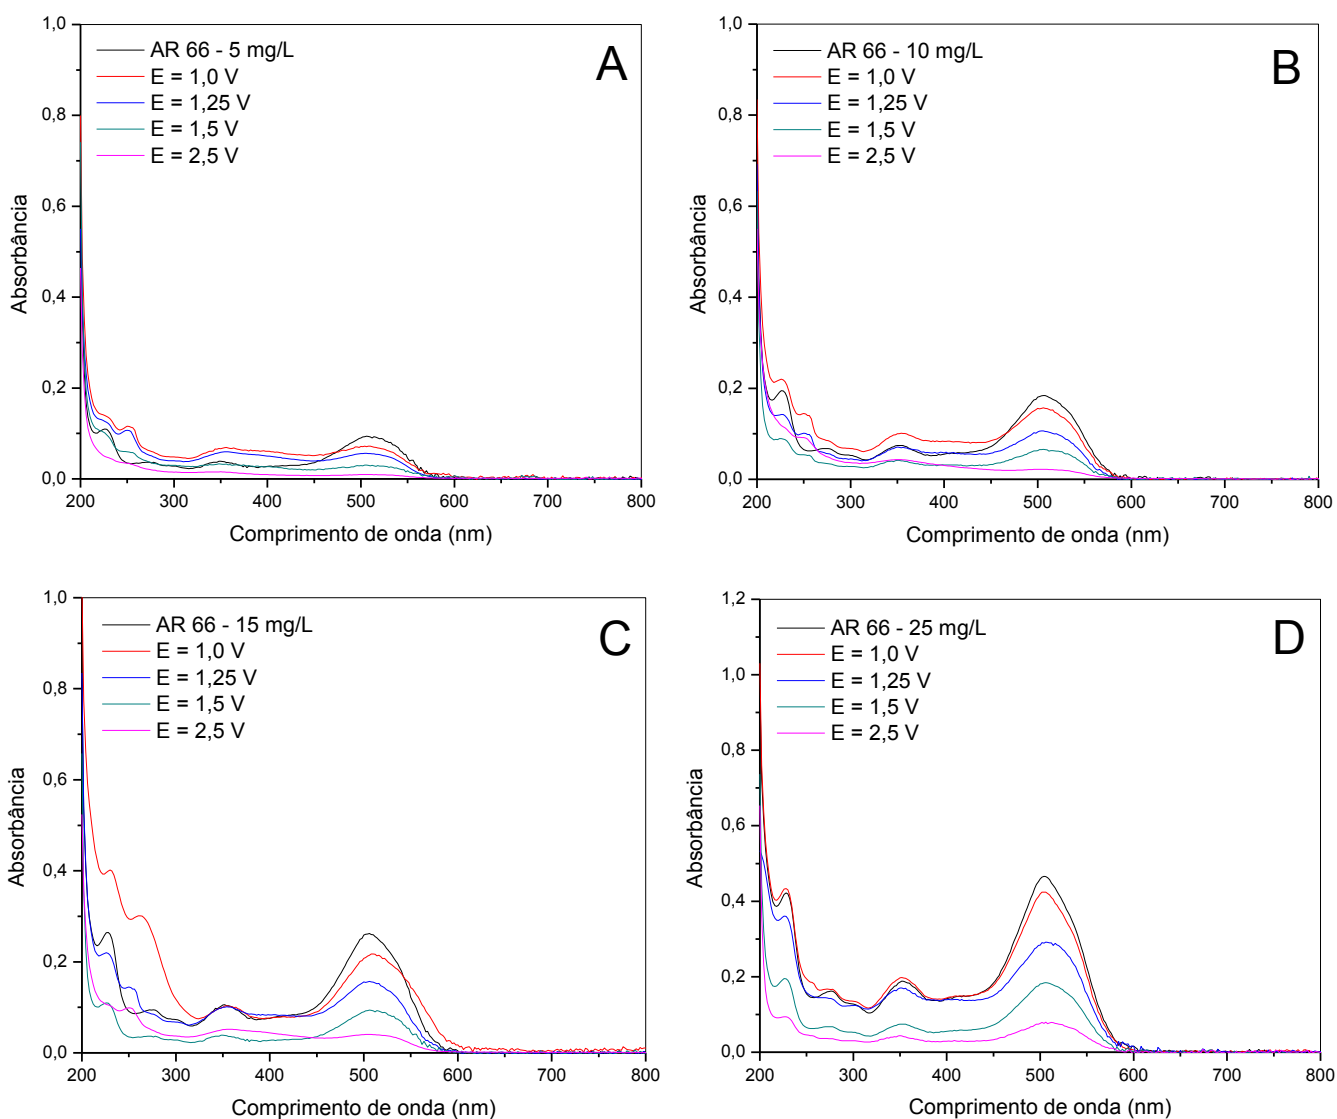 1,0
0,8
0,6
0,4
0,2
0,0
Absorbância
AR 66 - 5 mg/L
E = 1,0 V
E = 1,25 V
E = 1,5 V
E = 2,5 V
A
200 300 400 500 600 700 800
Comprimento de onda (nm)
1,0
0,8
0,6
0,4
0,2
0,0
Absorbância
AR 66 - 10 mg/L
E = 1,0 V
E = 1,25 V
E = 1,5 V
E = 2,5 V
B
200 300 400 500 600 700 800
Comprimento de onda (nm)
1,0
0,8
0,6
0,4
0,2
0,0
Absorbância
AR 66 - 15 mg/L
E = 1,0 V
E = 1,25 V
E = 1,5 V
E = 2,5 V
C
200 300 400 500 600 700 800
Comprimento de onda (nm)
1,2
1,0
0,8
0,6
0,4
0,2
0,0
Absorbância
AR 66 - 25 mg/L
E = 1,0 V
E = 1,25 V
E = 1,5 V
E = 2,5 V
D
200 300 400 500 600 700 800
Comprimento de onda (nm)